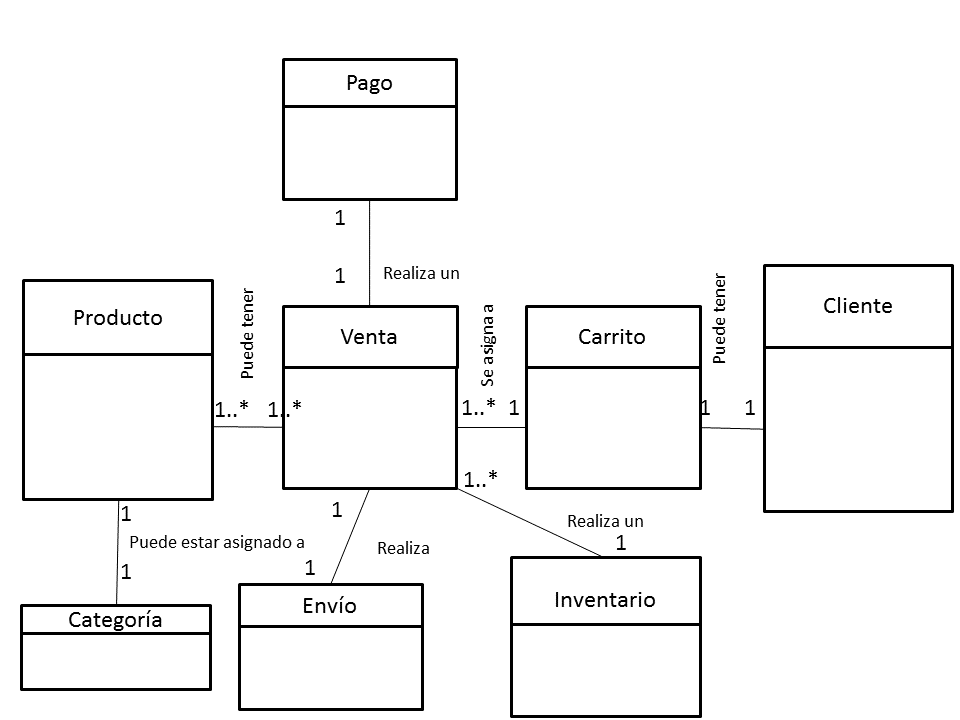 Pago
1
1
Realiza un
Producto
Puede tener
Venta
Se asigna a
Carrito
Puede tener
Cliente
1..*
1..*
1..*
1
1
1
1..*
1
Puede estar asignado a
1
1
Realiza
1
Realiza un
1
Categoría
Envío
Inventario